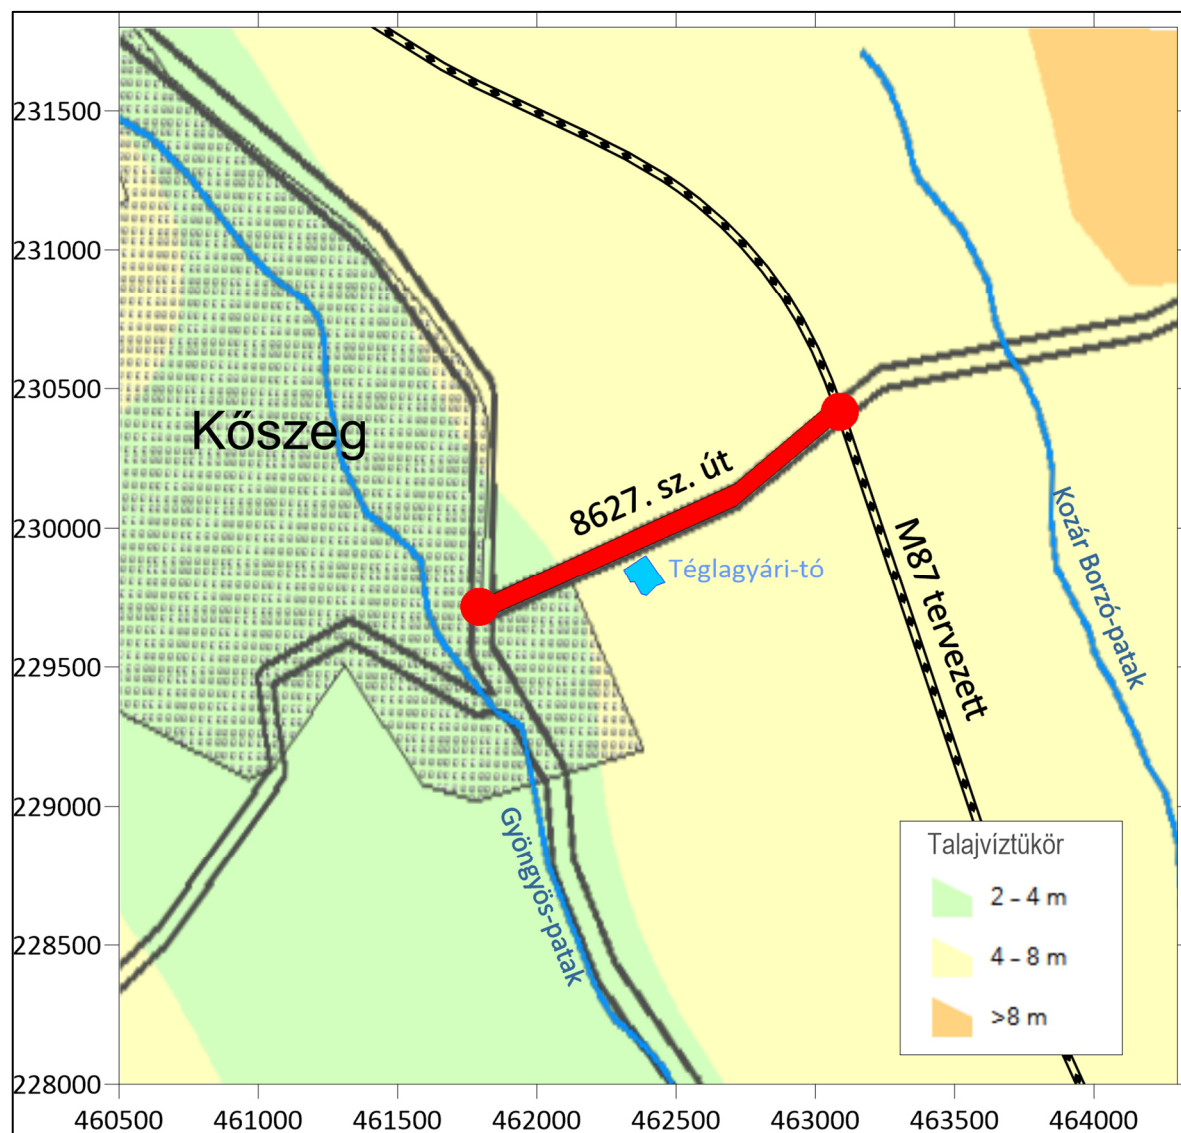 231500
231000
230500
230000
229500
229000
228500
228000
460500 461000 461500 462000 462500 463000 463500 464000
Kőszeg
8627. sz. út
Téglagyári-tó
M87 tervezett
Kozár Borzó-patak
Gyöngyös-patak
Talajvíztükör
2 – 4 m
4 – 8 m
>8 m